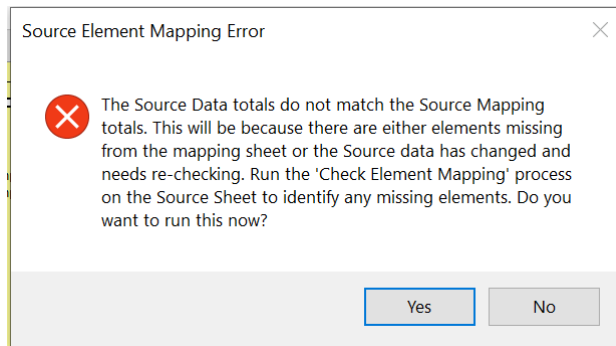 Source Element Mapping Error
The Source Data totals do not match the Source Mapping
totals. This will be because there are either elements missing
from the mapping sheet or the Source data has changed and
needs re-checking. Run the 'Check Element Mapping' process
on the Source Sheet to identify any missing elements. Do you
want to run this now?
Yes
No